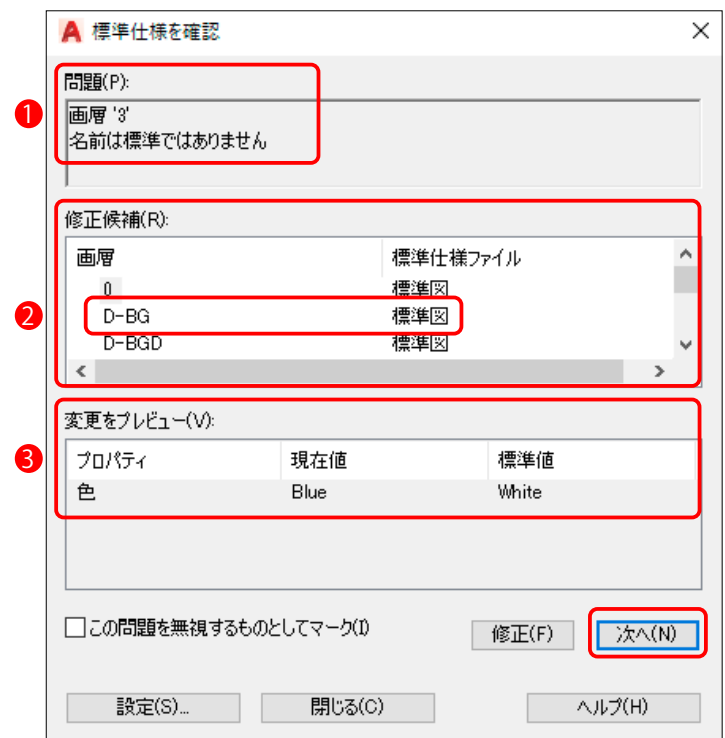 標準仕様を確認
問題(P):
❶
画層 '3'
名前は標準ではありません
修正候補(R):
画層 標準仕様ファイル
0 標準図
❷
D-BG 標準図
D-BGD 標準図
変更をプレビュー(V):
❸
プロパティ 現在値 標準値
色 Blue White
この問題を無視するものとしてマーク(I)
修正(F) 次へ(N)
設定(S)... 閉じる(C) ヘルプ(H)